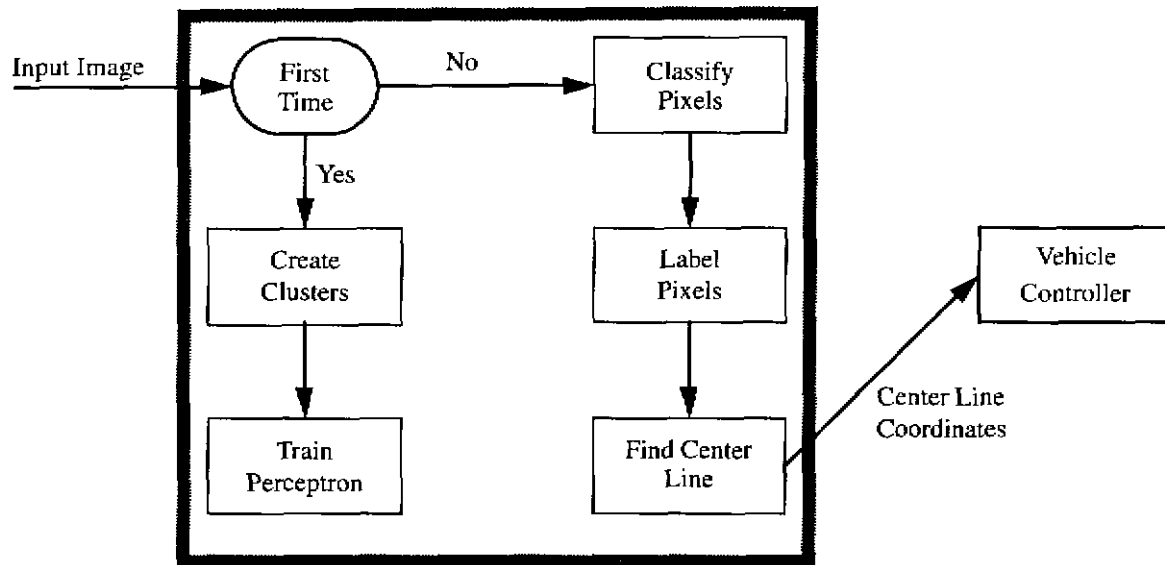 Input Image
First
Time
No
Classify
Pixels
Yes
Create
Clusters
Label
Pixels
Vehicle
Controller
Train
Perceptron
Find Center
Line
Center Line
Coordinates